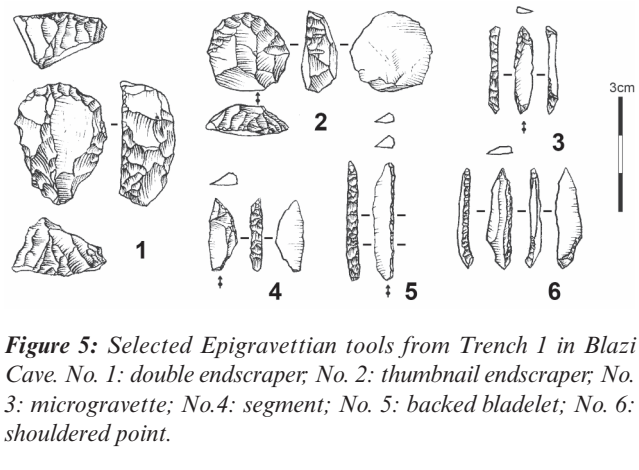 3cm
1
2
3
4
5
6
Figure 5: Selected Epigravettian tools from Trench 1 in Blazi
Cave. No. 1: double endscraper; No. 2: thumbnail endscraper; No.
3: microgravette; No.4: segment; No. 5: backed bladelet; No. 6:
shouldered point.